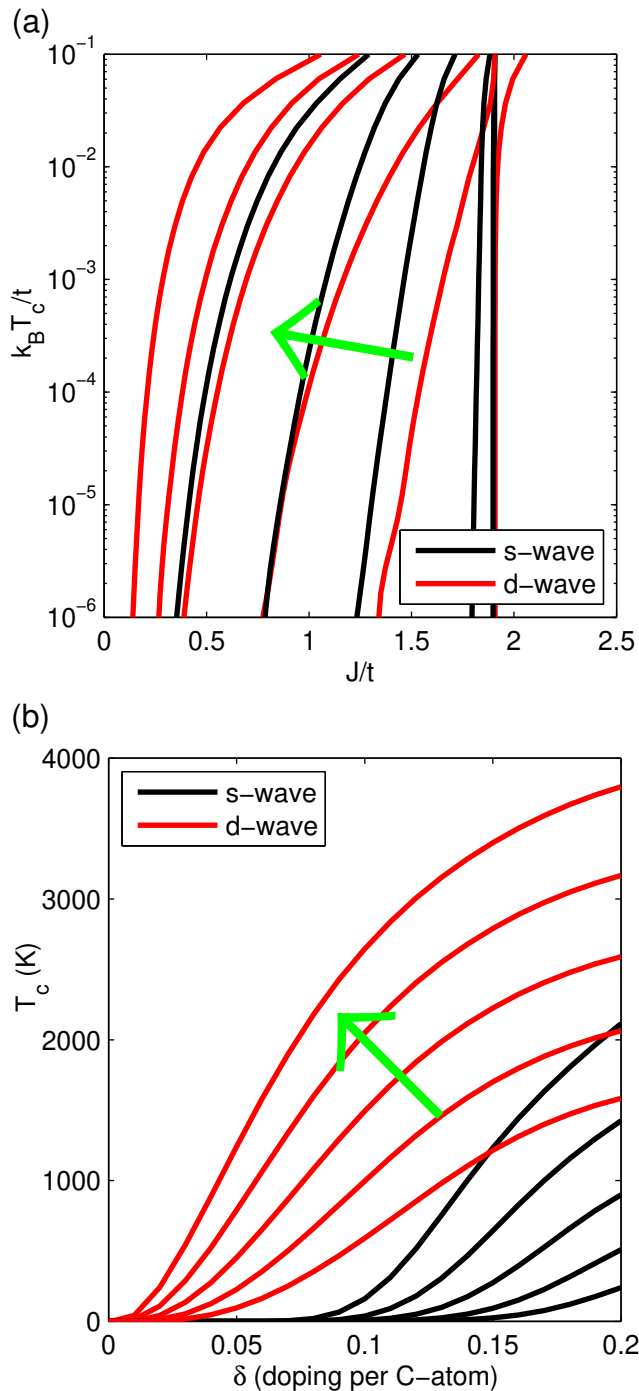 (a)
10⁻¹
10⁻²
10⁻³
10⁻⁴
10⁻⁵
10⁻⁶
k_B T_c/t
s−wave
d−wave
0 0.5 1 1.5 2 2.5
J/t
(b)
4000
3000
2000
1000
0
T_c (K)
s−wave
d−wave
0 0.05 0.1 0.15 0.2
δ (doping per C−atom)